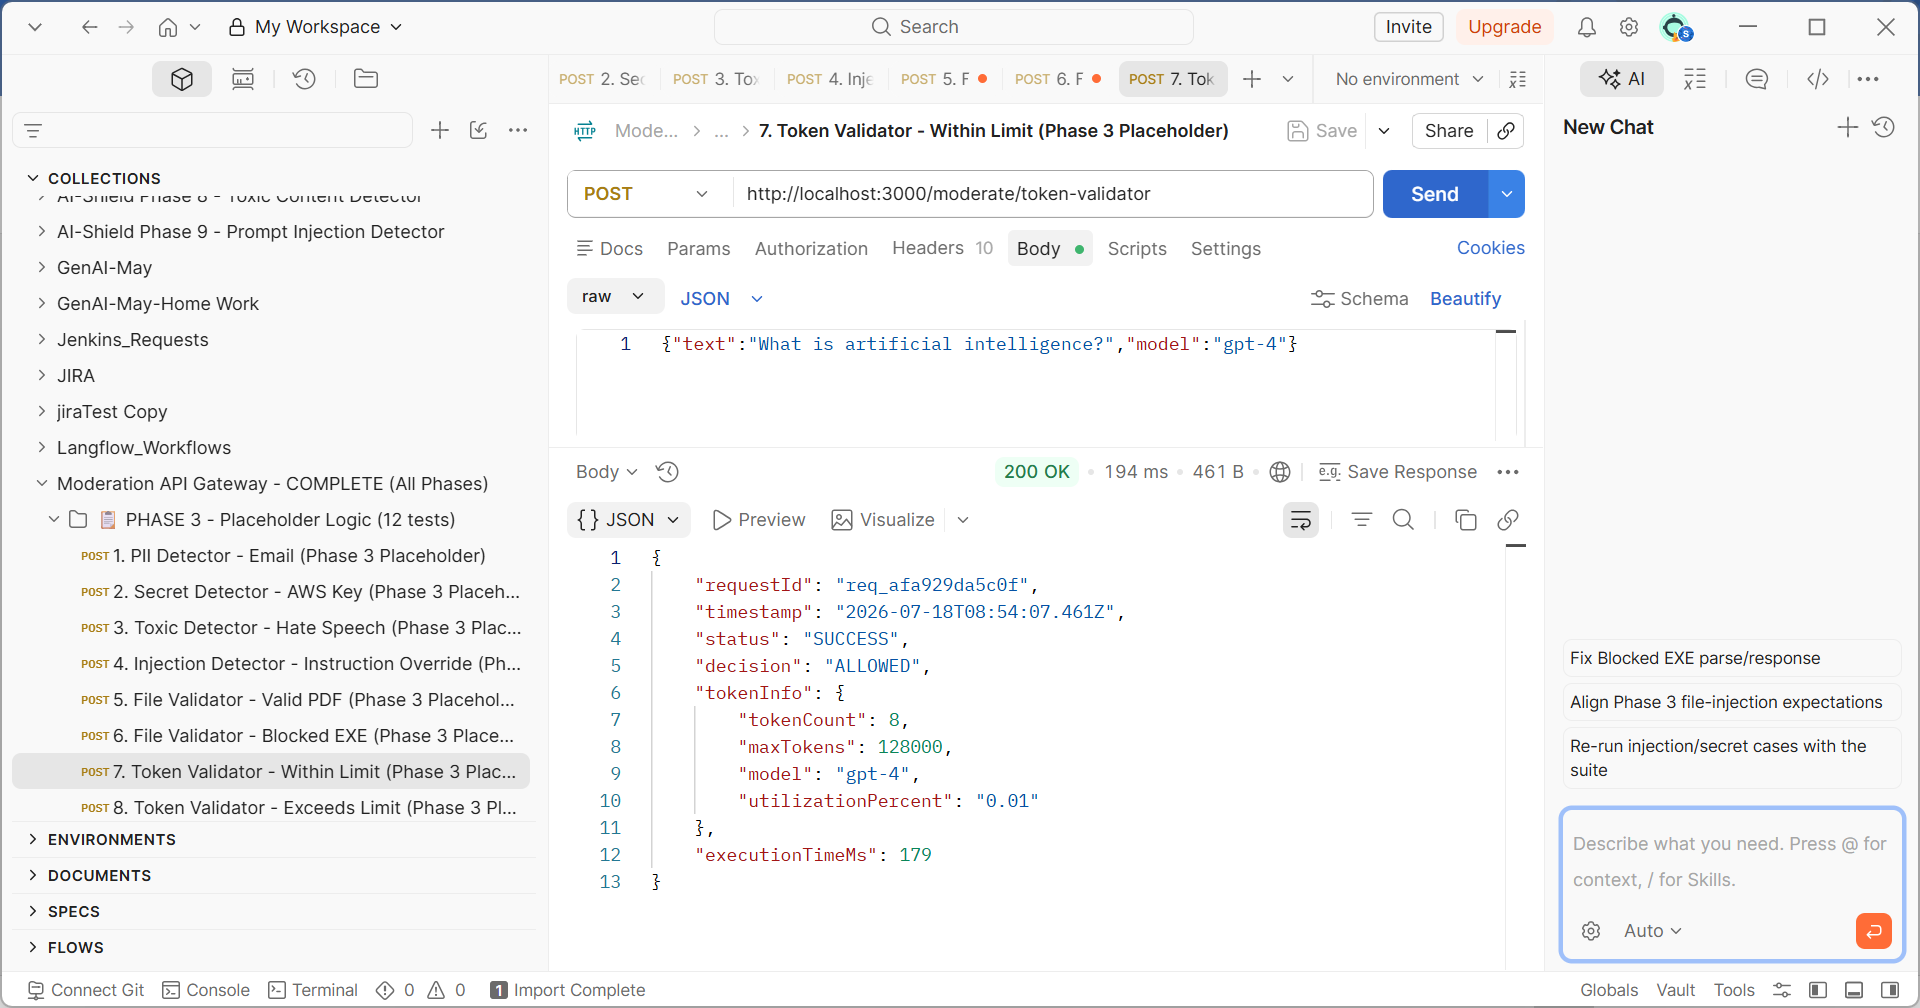 My Workspace
Search
Invite
Upgrade
POST 2. Sec
POST 3. Tox
POST 4. Inje
POST 5. F
POST 6. F
POST 7. Tok
No environment
AI
COLLECTIONS
AI-Shield Phase 8 - Toxic Content Detector
AI-Shield Phase 9 - Prompt Injection Detector
GenAI-May
GenAI-May-Home Work
Jenkins_Requests
JIRA
jiraTest Copy
Langflow_Workflows
Moderation API Gateway - COMPLETE (All Phases)
PHASE 3 - Placeholder Logic (12 tests)
POST 1. PII Detector - Email (Phase 3 Placeholder)
POST 2. Secret Detector - AWS Key (Phase 3 Placeh...
POST 3. Toxic Detector - Hate Speech (Phase 3 Plac...
POST 4. Injection Detector - Instruction Override (Ph...
POST 5. File Validator - Valid PDF (Phase 3 Placehol...
POST 6. File Validator - Blocked EXE (Phase 3 Place...
POST 7. Token Validator - Within Limit (Phase 3 Plac...
POST 8. Token Validator - Exceeds Limit (Phase 3 Pl...
ENVIRONMENTS
DOCUMENTS
SPECS
FLOWS
HTTP Mode... > ... > 7. Token Validator - Within Limit (Phase 3 Placeholder)
Save
Share
POST
http://localhost:3000/moderate/token-validator
Send
Docs
Params
Authorization
Headers 10
Body
Scripts
Settings
Cookies
raw
JSON
Schema
Beautify
1 {"text":"What is artificial intelligence?","model":"gpt-4"}
Body
200 OK • 194 ms • 461 B
e.g. Save Response
{} JSON
Preview
Visualize
1 {
2 "requestId": "req_afa929da5c0f",
3 "timestamp": "2026-07-18T08:54:07.461Z",
4 "status": "SUCCESS",
5 "decision": "ALLOWED",
6 "tokenInfo": {
7 "tokenCount": 8,
8 "maxTokens": 128000,
9 "model": "gpt-4",
10 "utilizationPercent": "0.01"
11 },
12 "executionTimeMs": 179
13 }
New Chat
Fix Blocked EXE parse/response
Align Phase 3 file-injection expectations
Re-run injection/secret cases with the
suite
Describe what you need. Press @ for
context, / for Skills.
Auto
Connect Git
Console
Terminal
0
0
1 Import Complete
Globals
Vault
Tools